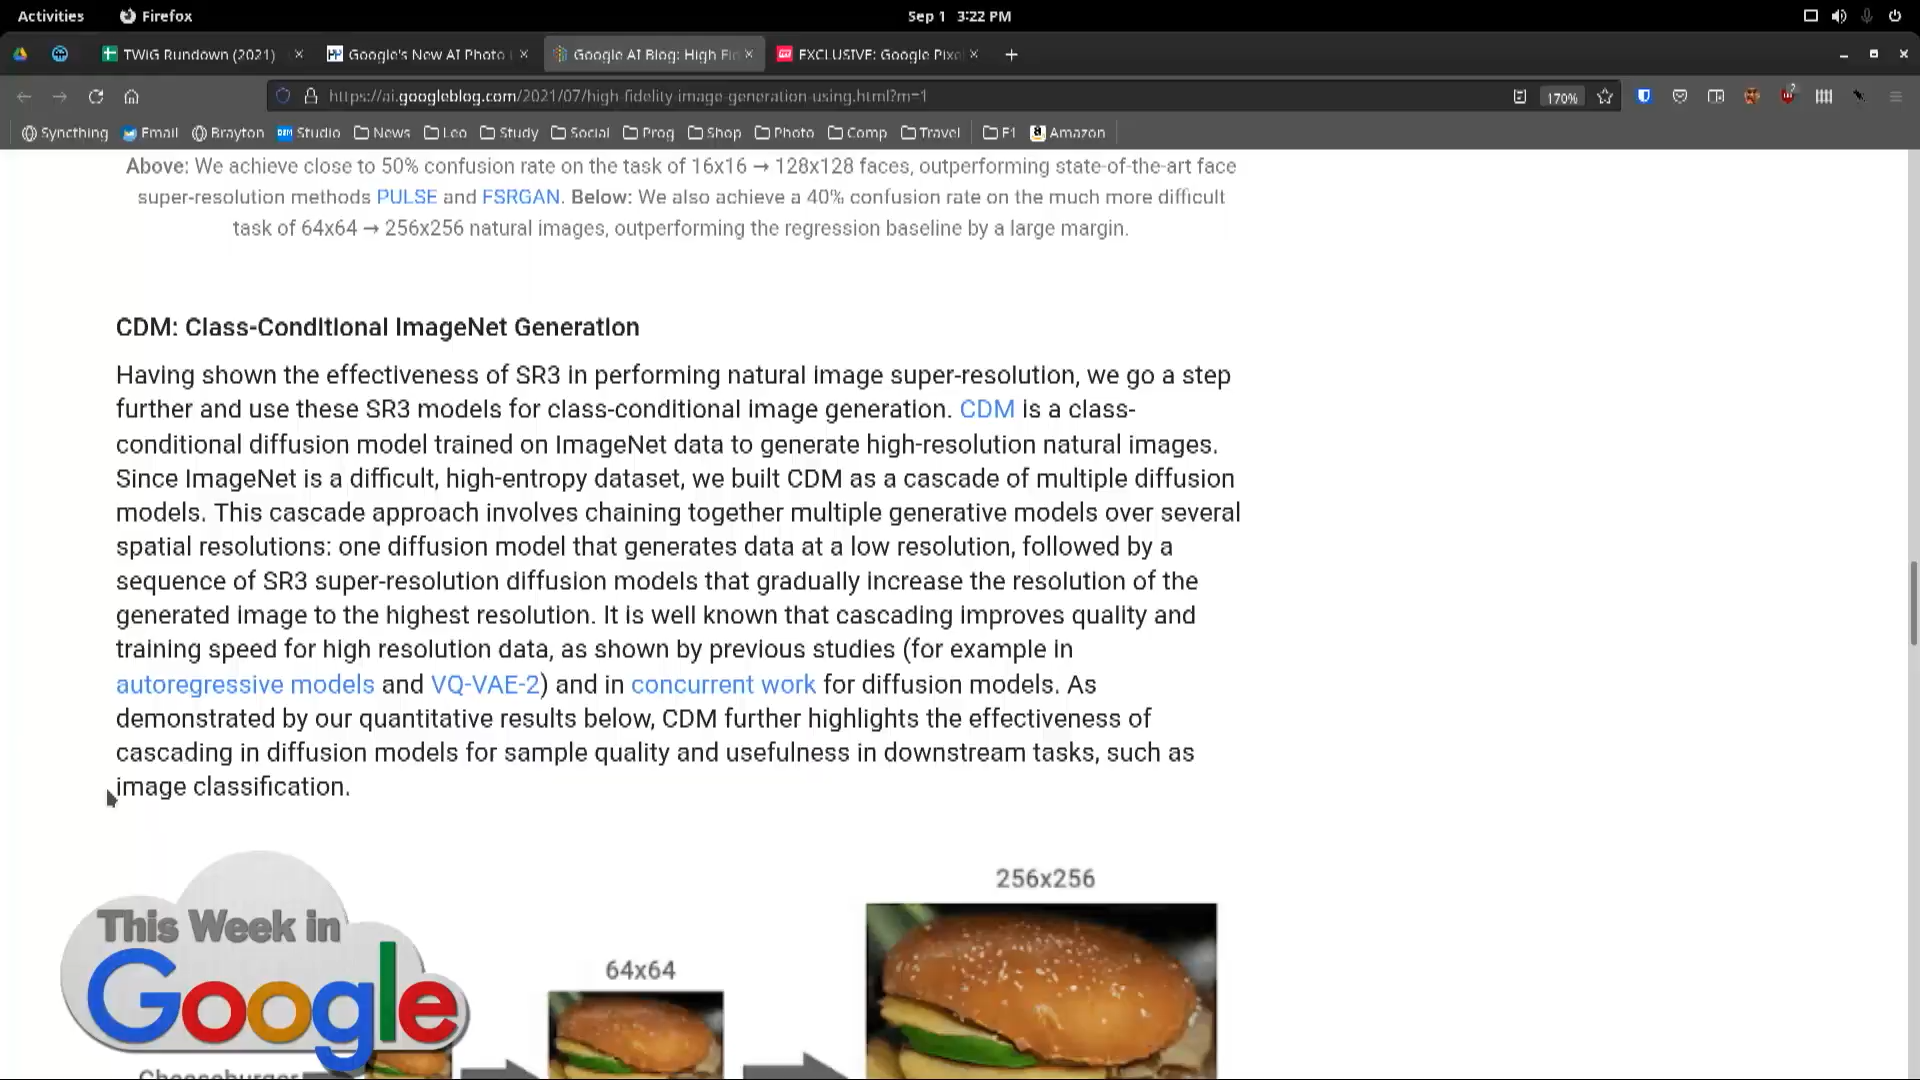 Activities
Firefox
Sep 1 3:22 PM
TWiG Rundown (2021)
Google's New AI Photo
Google AI Blog: High Fi
EXCLUSIVE: Google Pixe
https://ai.googleblog.com/2021/07/high-fidelity-image-generation-using.html?m=1
170%
Syncthing
Email
Brayton
Studio
News
Leo
Study
Social
Prog
Shop
Photo
Comp
Travel
F1
Amazon
Above: We achieve close to 50% confusion rate on the task of 16x16 → 128x128 faces, outperforming state-of-the-art face
super-resolution methods PULSE and FSRGAN. Below: We also achieve a 40% confusion rate on the much more difficult
task of 64x64 → 256x256 natural images, outperforming the regression baseline by a large margin.
CDM: Class-Conditional ImageNet Generation
Having shown the effectiveness of SR3 in performing natural image super-resolution, we go a step
further and use these SR3 models for class-conditional image generation. CDM is a class-
conditional diffusion model trained on ImageNet data to generate high-resolution natural images.
Since ImageNet is a difficult, high-entropy dataset, we built CDM as a cascade of multiple diffusion
models. This cascade approach involves chaining together multiple generative models over several
spatial resolutions: one diffusion model that generates data at a low resolution, followed by a
sequence of SR3 super-resolution diffusion models that gradually increase the resolution of the
generated image to the highest resolution. It is well known that cascading improves quality and
training speed for high resolution data, as shown by previous studies (for example in
autoregressive models and VQ-VAE-2) and in concurrent work for diffusion models. As
demonstrated by our quantitative results below, CDM further highlights the effectiveness of
cascading in diffusion models for sample quality and usefulness in downstream tasks, such as
image classification.
256x256
64x64
This Week in
Google
Cheeseburger